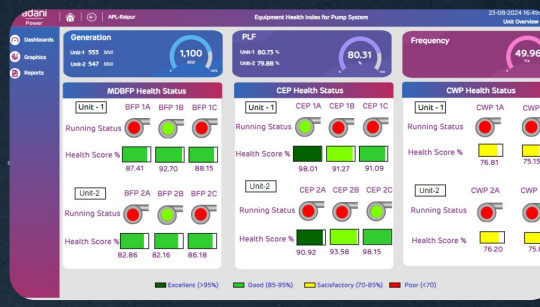 adani
Power
APL-Raipur
Equipment Health Index for Pump System
23-08-2024 16:49
Unit Overview
Dashboards
Graphics
Reports
Generation
Unit-1 553 MW
Unit-2 547 MW
1,100
MW
PLF
Unit-1 80.73 %
Unit-2 79.88 %
80.31
%
Frequency
49.96
Hz
MDBFP Health Status
Unit - 1
BFP 1A BFP 1B BFP 1C
Running Status
Health Score %
87.41 92.70 88.15
Unit-2
BFP 2A BFP 2B BFP 2C
Running Status
Health Score %
82.86 82.16 86.18
CEP Health Status
Unit - 1
CEP 1A CEP 1B CEP 1C
Running Status
Health Score %
98.01 91.27 91.09
Unit-2
CEP 2A CEP 2B CEP 2C
Running Status
Health Score %
90.92 93.58 98.15
CWP Health Status
Unit - 1
CWP 1A CWP
Running Status
Health Score %
76.81 75.15
Unit-2
CWP 2A CWP
Running Status
Health Score %
76.20 75.8
Excellent (>95%) Good (85-95%) Satisfactory (70-85%) Poor (<70)